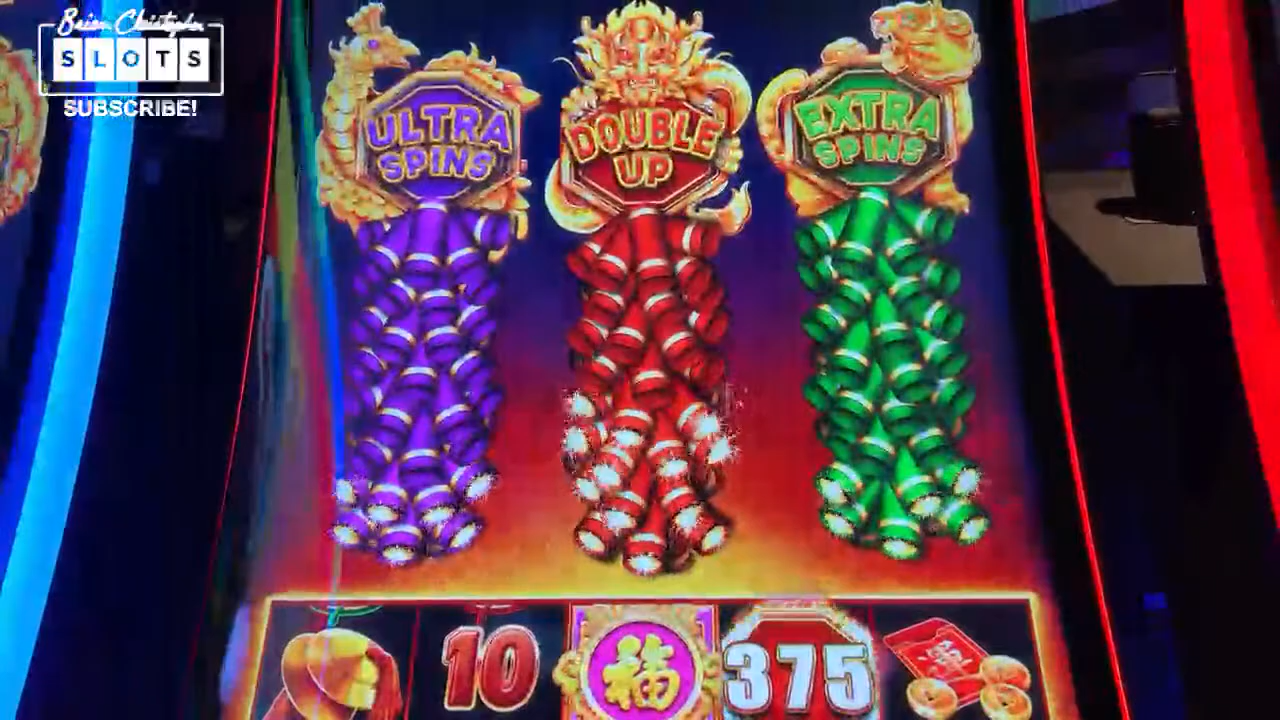 Brian Christopher
SLOTS
SUBSCRIBE!
ULTRA
SPINS
DOUBLE
UP
EXTRA
SPINS
10
福
375